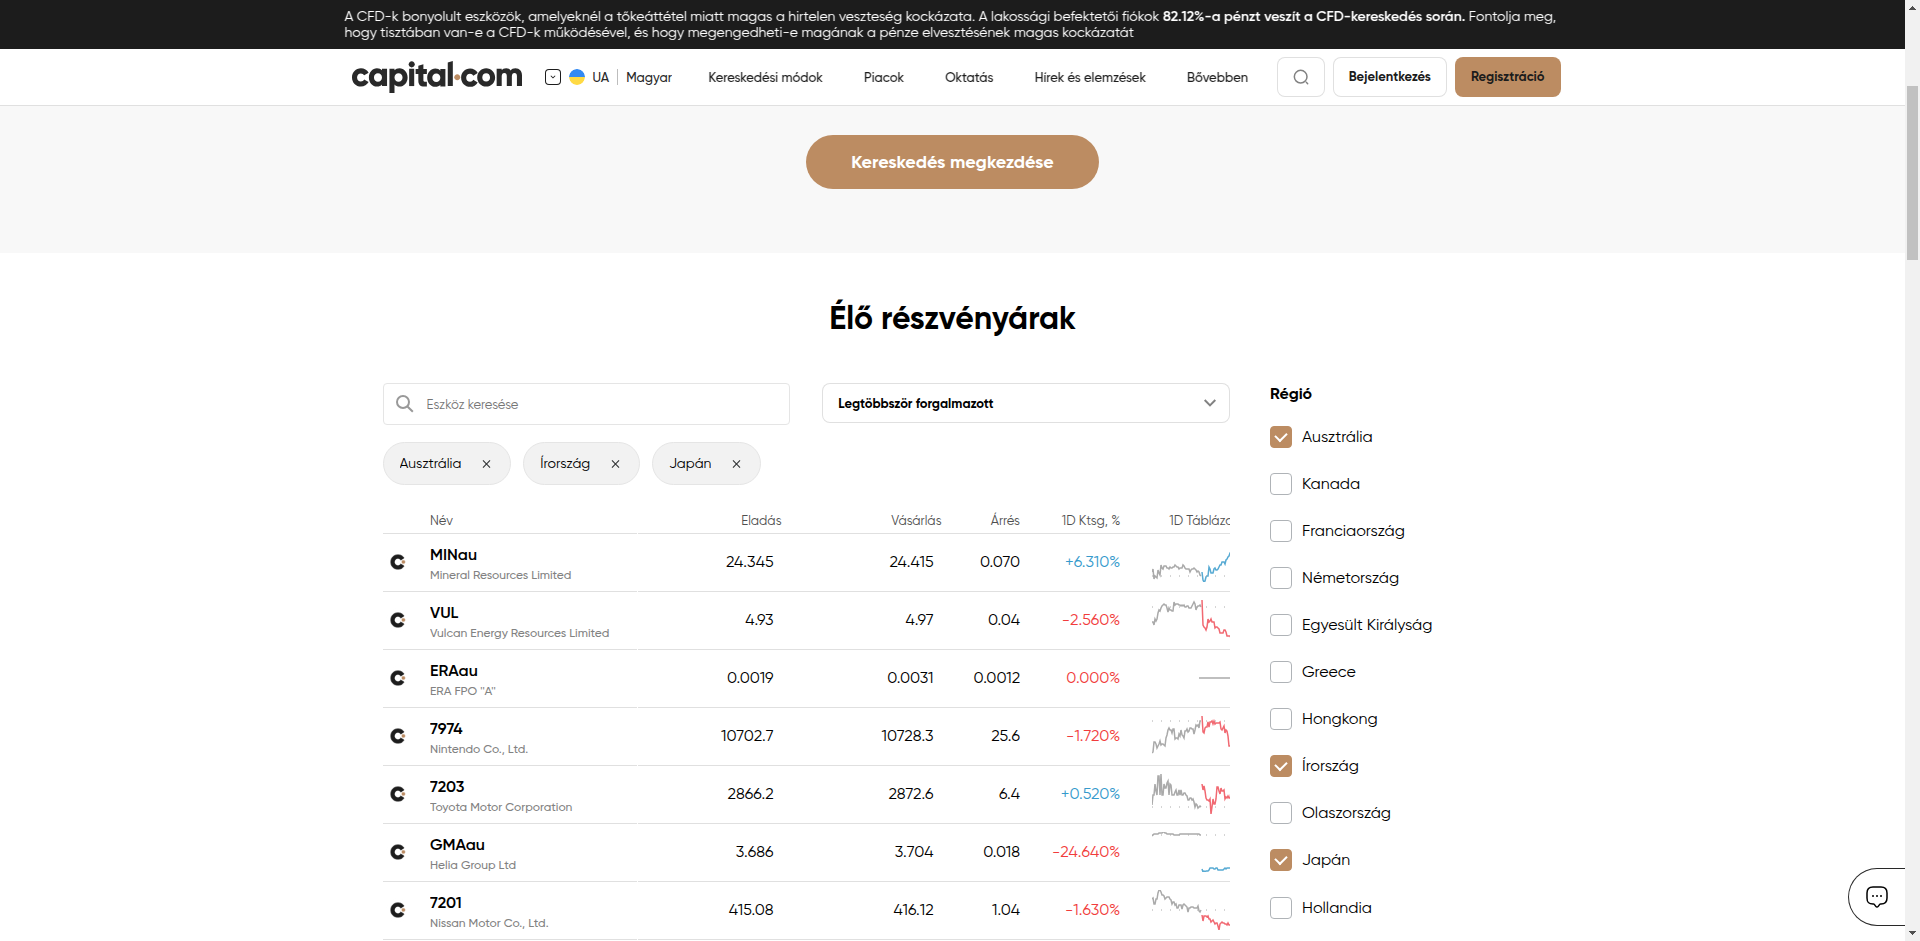 A CFD-k bonyolult eszközök, amelyeknél a tőkeáttétel miatt magas a hirtelen veszteség kockázata. A lakossági befektetői fiókok 82.12%-a pénzt veszít a CFD-kereskedés során. Fontolja meg,
hogy tisztában van-e a CFD-k működésével, és hogy megengedheti-e magának a pénze elvesztésének magas kockázatát
capital.com UA Magyar Kereskedési módok Piacok Oktatás Hírek és elemzések Bővebben Bejelentkezés Regisztráció
Kereskedés megkezdése
Élő részvényárak
Eszköz keresése
Legtöbbször forgalmazott
Ausztrália Írország Japán
Név Eladás Vásárlás Árrés 1D Ktsg, % 1D Táblázc
MINau 24.345 24.415 0.070 +6.310%
Mineral Resources Limited
VUL 4.93 4.97 0.04 -2.560%
Vulcan Energy Resources Limited
ERAau 0.0019 0.0031 0.0012 0.000%
ERA FPO "A"
7974 10702.7 10728.3 25.6 -1.720%
Nintendo Co., Ltd.
7203 2866.2 2872.6 6.4 +0.520%
Toyota Motor Corporation
GMAau 3.686 3.704 0.018 -24.640%
Helia Group Ltd
7201 415.08 416.12 1.04 -1.630%
Nissan Motor Co., Ltd.
Régió
Ausztrália
Kanada
Franciaország
Németország
Egyesült Királyság
Greece
Hongkong
Írország
Olaszország
Japán
Hollandia